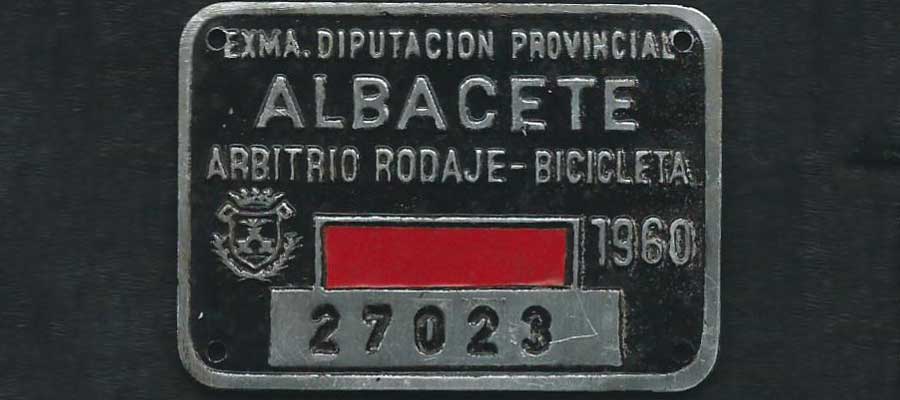 EXMA. DIPUTACION PROVINCIAL
ALBACETE
ARBITRIO RODAJE-BICICLETA
1960
27023